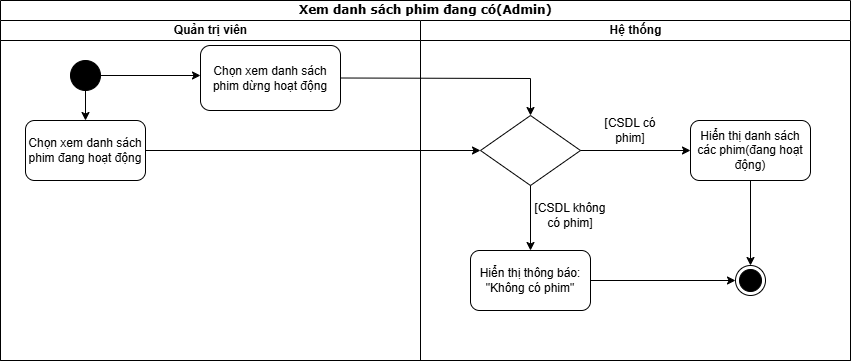 Xem danh sách phim đang có(Admin)
Quản trị viên
Hệ thống
Chọn xem danh sách
phim dừng hoạt động
Chọn xem danh sách
phim đang hoạt động
[CSDL có
phim]
Hiển thị danh sách
các phim(đang hoạt
động)
[CSDL không
có phim]
Hiển thị thông báo:
"Không có phim"